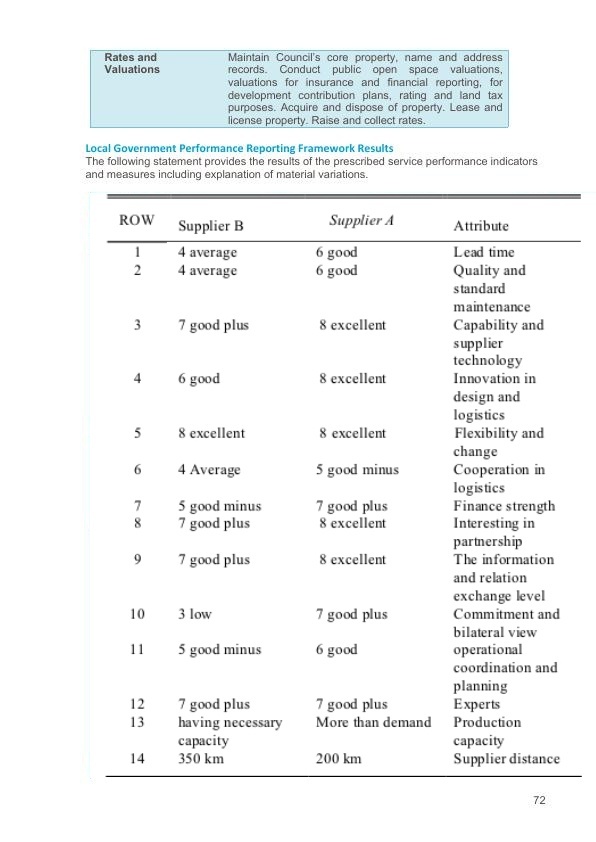 Rates and Valuations
Maintain Council's core property, name and address
records. Conduct public open space valuations,
valuations for insurance and financial reporting, for
development contribution plans, rating and land tax
purposes. Acquire and dispose of property. Lease and
license property. Raise and collect rates.
Local Government Performance Reporting Framework Results
The following statement provides the results of the prescribed service performance indicators
and measures including explanation of material variations.
ROW Supplier B Supplier A Attribute
1 4 average 6 good Lead time
2 4 average 6 good Quality and
standard
maintenance
3 7 good plus 8 excellent Capability and
supplier
technology
4 6 good 8 excellent Innovation in
design and
logistics
5 8 excellent 8 excellent Flexibility and
change
6 4 Average 5 good minus Cooperation in
logistics
7 5 good minus 7 good plus Finance strength
8 7 good plus 8 excellent Interesting in
partnership
9 7 good plus 8 excellent The information
and relation
exchange level
10 3 low 7 good plus Commitment and
bilateral view
11 5 good minus 6 good operational
coordination and
planning
12 7 good plus 7 good plus Experts
13 having necessary More than demand Production
capacity capacity
14 350 km 200 km Supplier distance
72